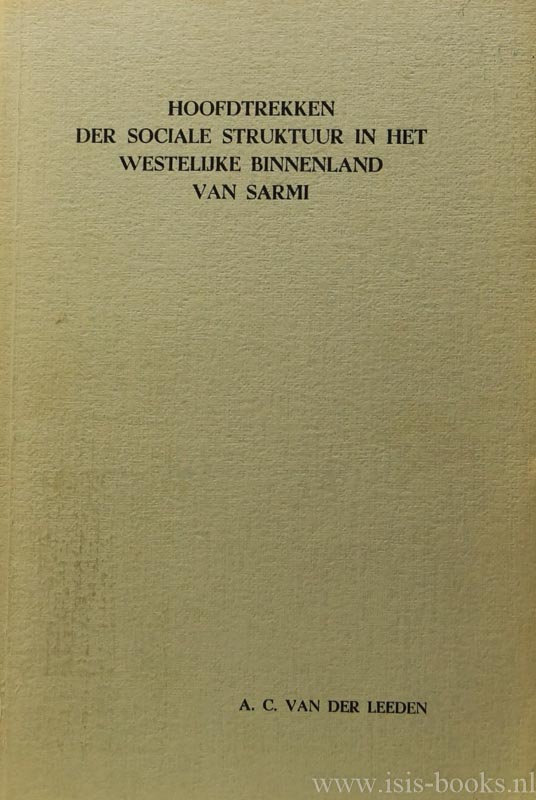 HOOFDTREKKEN
DER SOCIALE STRUKTUUR IN HET
WESTELIJKE BINNENLAND
VAN SARMI
A. C. VAN DER LEEDEN
www.isis-books.nl